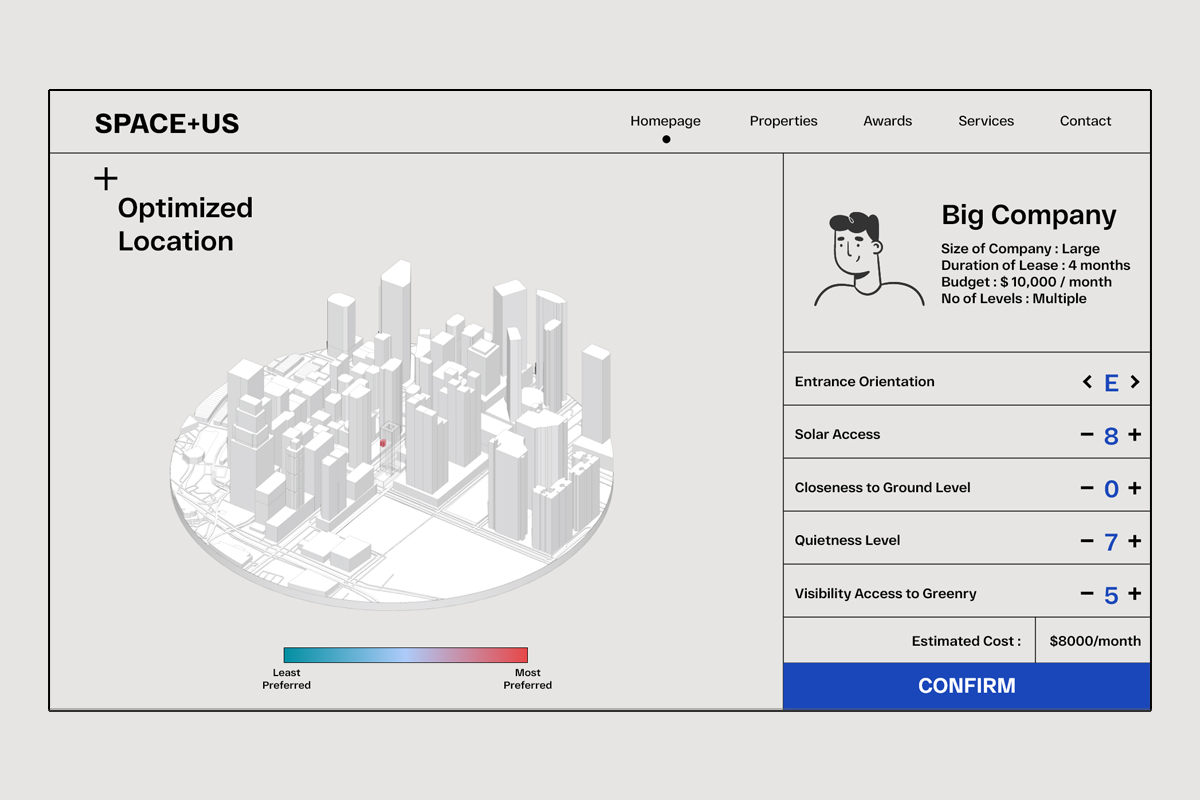 SPACE+US
Homepage
Properties
Awards
Services
Contact
Optimized
Location
Big Company
Size of Company : Large
Duration of Lease : 4 months
Budget : $ 10,000 / month
No of Levels : Multiple
Entrance Orientation < E >
Solar Access − 8 +
Closeness to Ground Level − 0 +
Quietness Level − 7 +
Visibility Access to Greenry − 5 +
Estimated Cost : $8000/month
CONFIRM
Least
Preferred
Most
Preferred